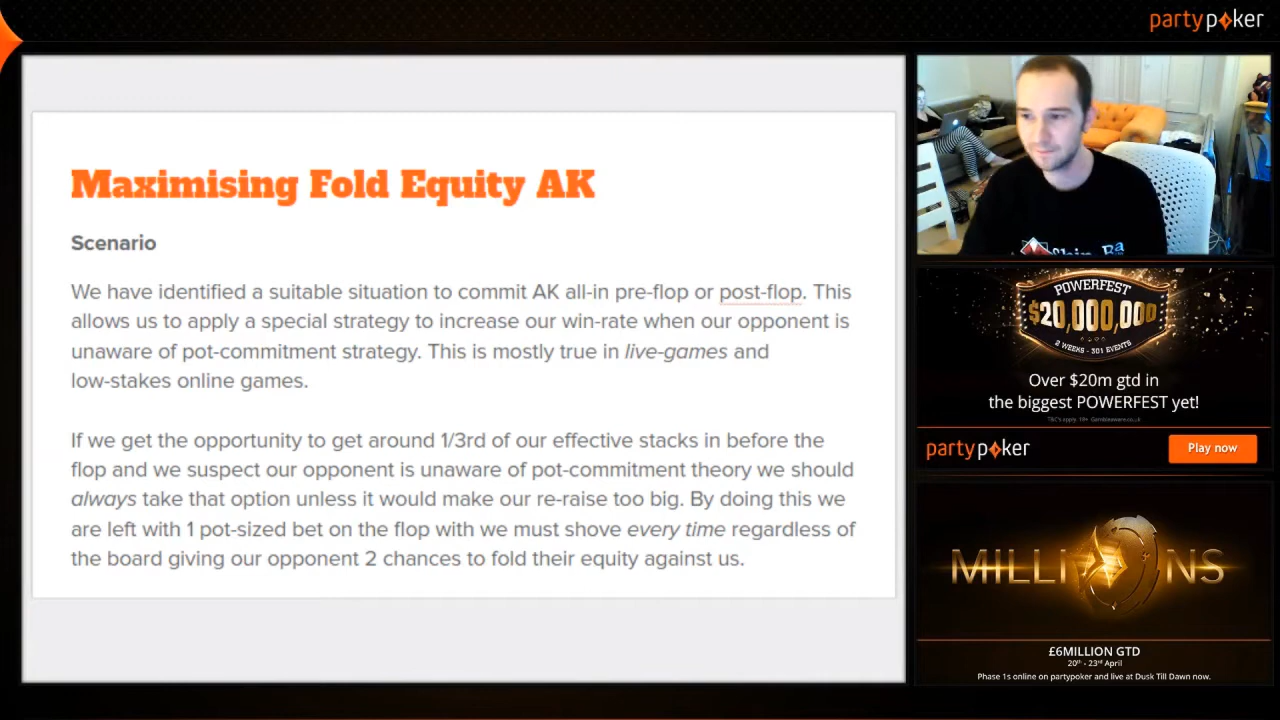 partypoker
Maximising Fold Equity AK
Scenario
We have identified a suitable situation to commit AK all-in pre-flop or post-flop. This
allows us to apply a special strategy to increase our win-rate when our opponent is
unaware of pot-commitment strategy. This is mostly true in live-games and
low-stakes online games.
If we get the opportunity to get around 1/3rd of our effective stacks in before the
flop and we suspect our opponent is unaware of pot-commitment theory we should
always take that option unless it would make our re-raise too big. By doing this we
are left with 1 pot-sized bet on the flop with we must shove every time regardless of
the board giving our opponent 2 chances to fold their equity against us.
POWERFEST
$20,000,000
2 WEEKS - 301 EVENTS
Over $20m gtd in
the biggest POWERFEST yet!
T&C's apply. 18+. Gambleaware.co.uk
partypoker
Play now
MILLIONS
£6MILLION GTD
20th - 23rd April
Phase 1s online on partypoker and live at Dusk Till Dawn now.